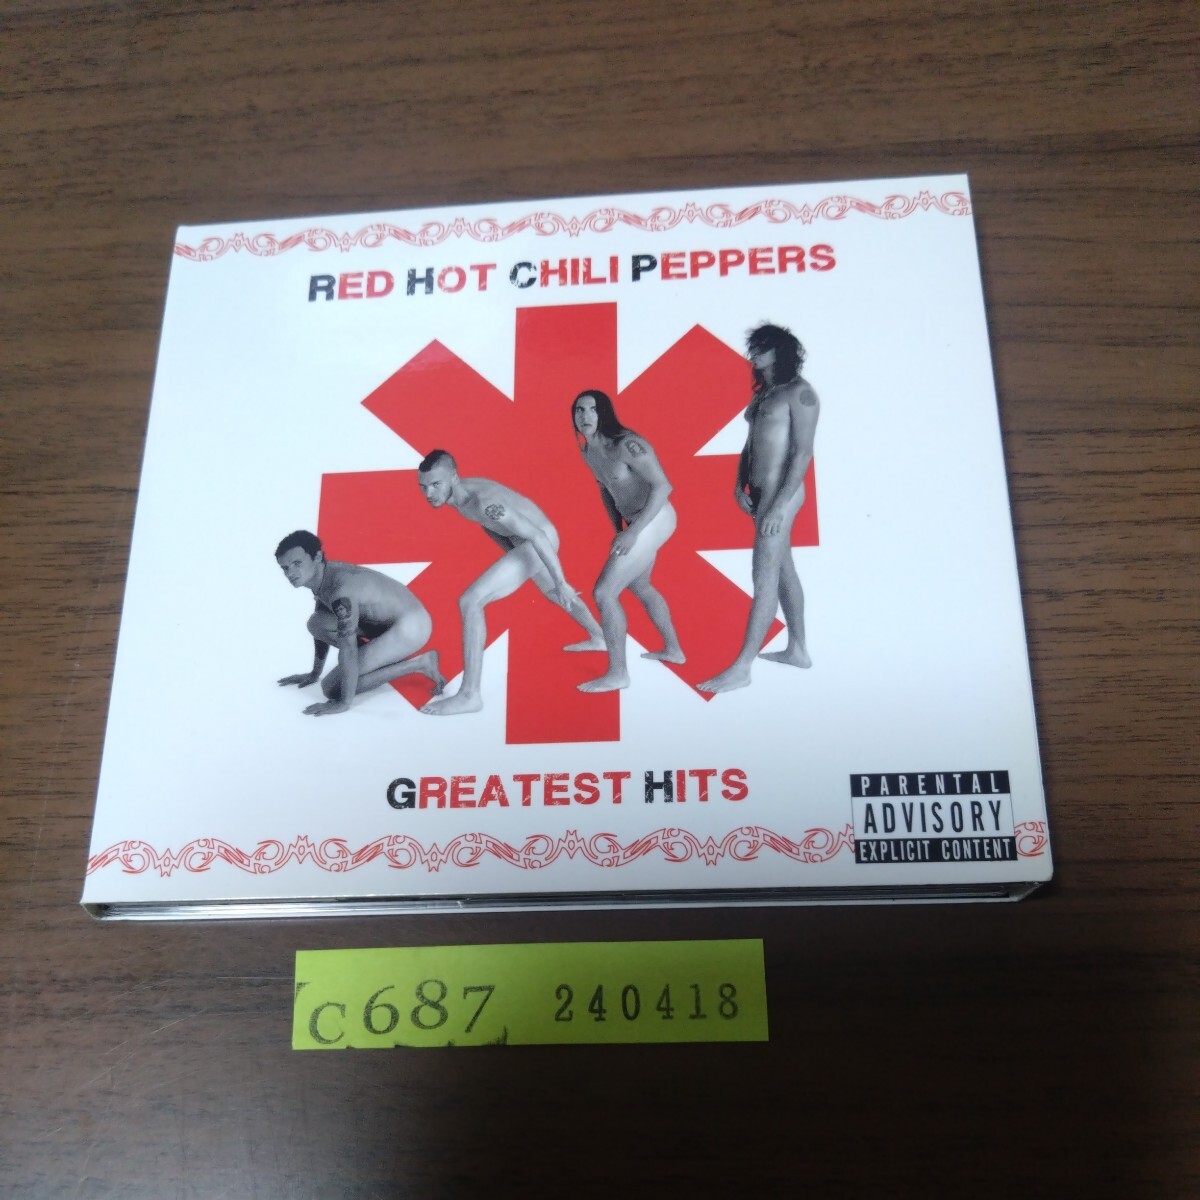 RED HOT CHILI PEPPERS
GREATEST HITS
PARENTAL
ADVISORY
EXPLICIT CONTENT
C687 240418